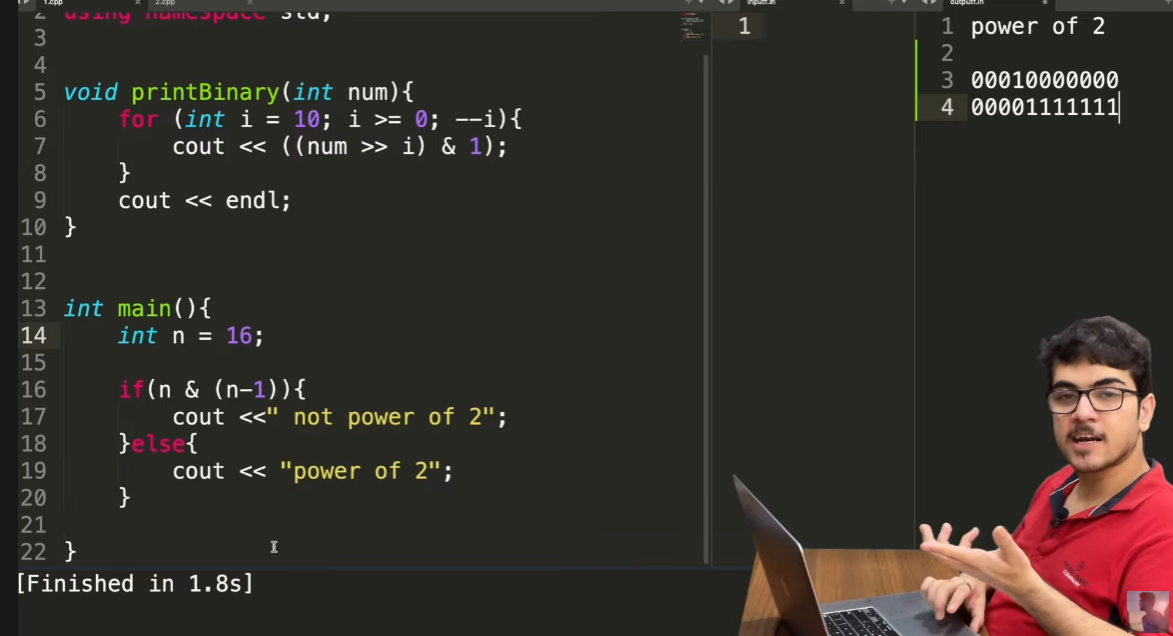 1.cpp
2.cpp
2 using namespace std;
3
4
5 void printBinary(int num){
6 for (int i = 10; i >= 0; --i){
7 cout << ((num >> i) & 1);
8 }
9 cout << endl;
10 }
11
12
13 int main(){
14 int n = 16;
15
16 if(n & (n-1)){
17 cout <<" not power of 2";
18 }else{
19 cout << "power of 2";
20 }
21
22 }
[Finished in 1.8s]
inputf.in
1
outputf.in
1 power of 2
2
3 00010000000
4 00001111111
COMPANY